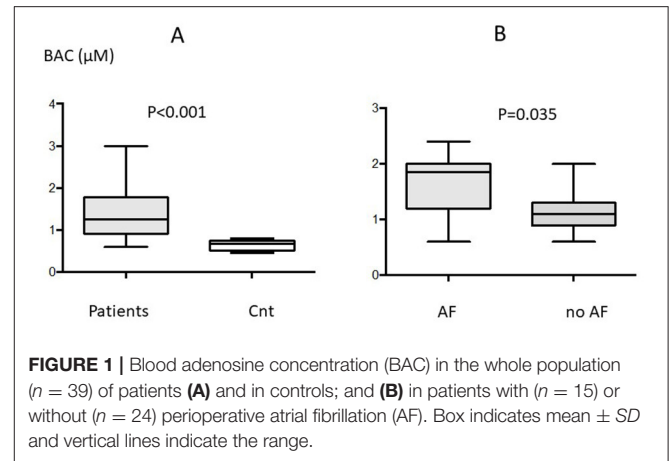 A
B
BAC (µM)
P<0.001
P=0.035
4
3
2
1
0
3
2
1
0
Patients
Cnt
AF
no AF
FIGURE 1 | Blood adenosine concentration (BAC) in the whole population
(n = 39) of patients (A) and in controls; and (B) in patients with (n = 15) or
without (n = 24) perioperative atrial fibrillation (AF). Box indicates mean ± SD
and vertical lines indicate the range.